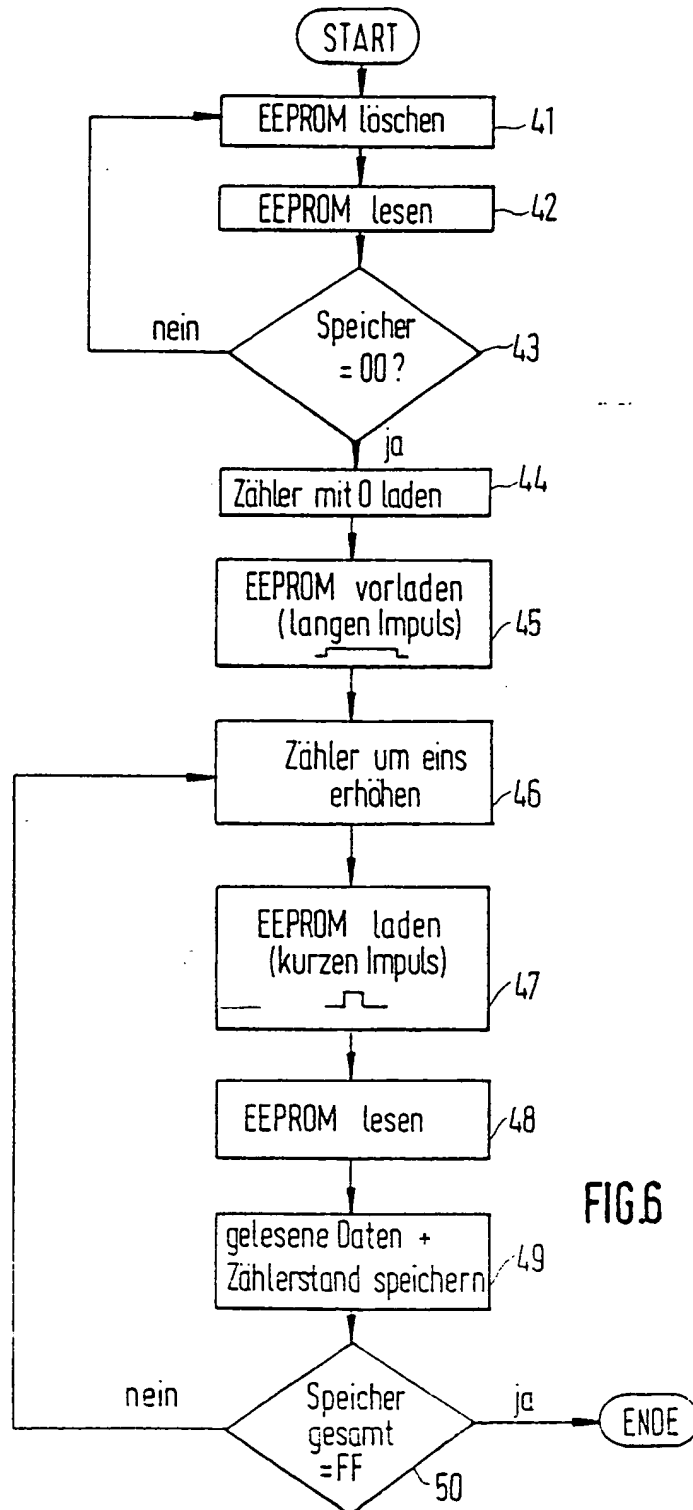 START
EEPROM löschen
41
EEPROM lesen
42
nein
Speicher
= 00?
43
ja
Zähler mit 0 laden
44
EEPROM vorladen
(langen Impuls)
45
Zähler um eins
erhöhen
46
EEPROM laden
(kurzen Impuls)
47
EEPROM lesen
48
FIG.6
gelesene Daten +
Zählerstand speichern
49
nein
Speicher
gesamt
=FF
ja
ENDE
50